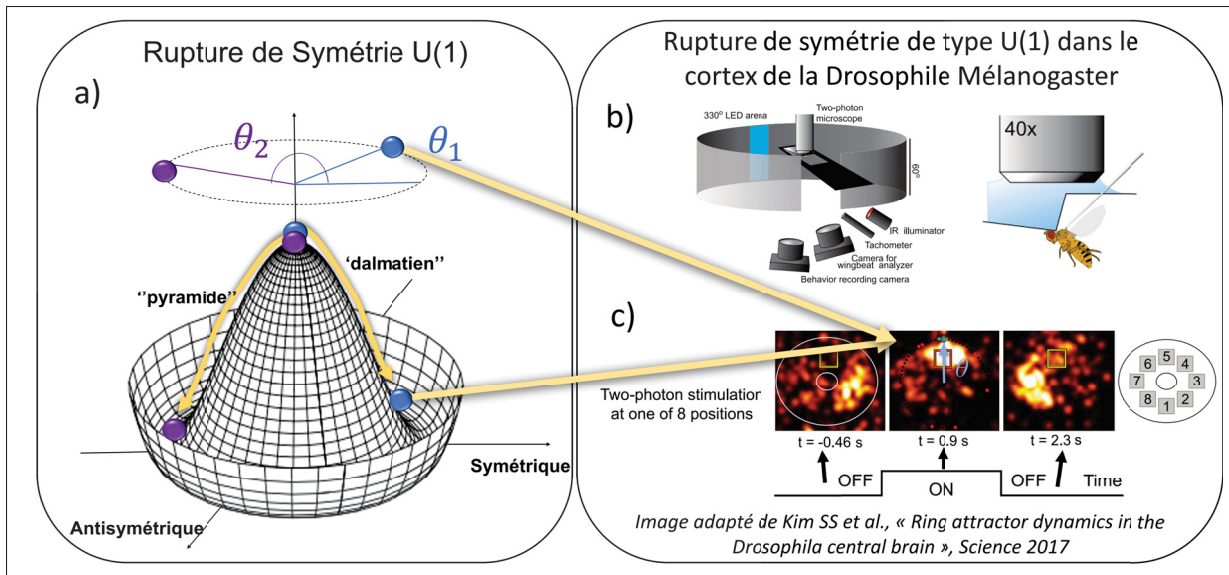 Rupture de Symétrie U(1)
a)
θ₂
θ₁
‘dalmatien’’
‘‘pyramide’’
Symétrique
Antisymétrique
Rupture de symétrie de type U(1) dans le
cortex de la Drosophile Mélanogaster
b)
Two-photon
microscope
330° LED arena
60°
IR illuminator
Tachometer
Camera for
wingbeat analyzer
Behavior recording camera
40x
c)
Two-photon stimulation
at one of 8 positions
θ
6 5 4
7 3
8 1 2
t = -0.46 s
t = 0.9 s
t = 2.3 s
OFF
ON
OFF
Time
Image adapté de Kim SS et al., « Ring attractor dynamics in the
Drosophila central brain », Science 2017